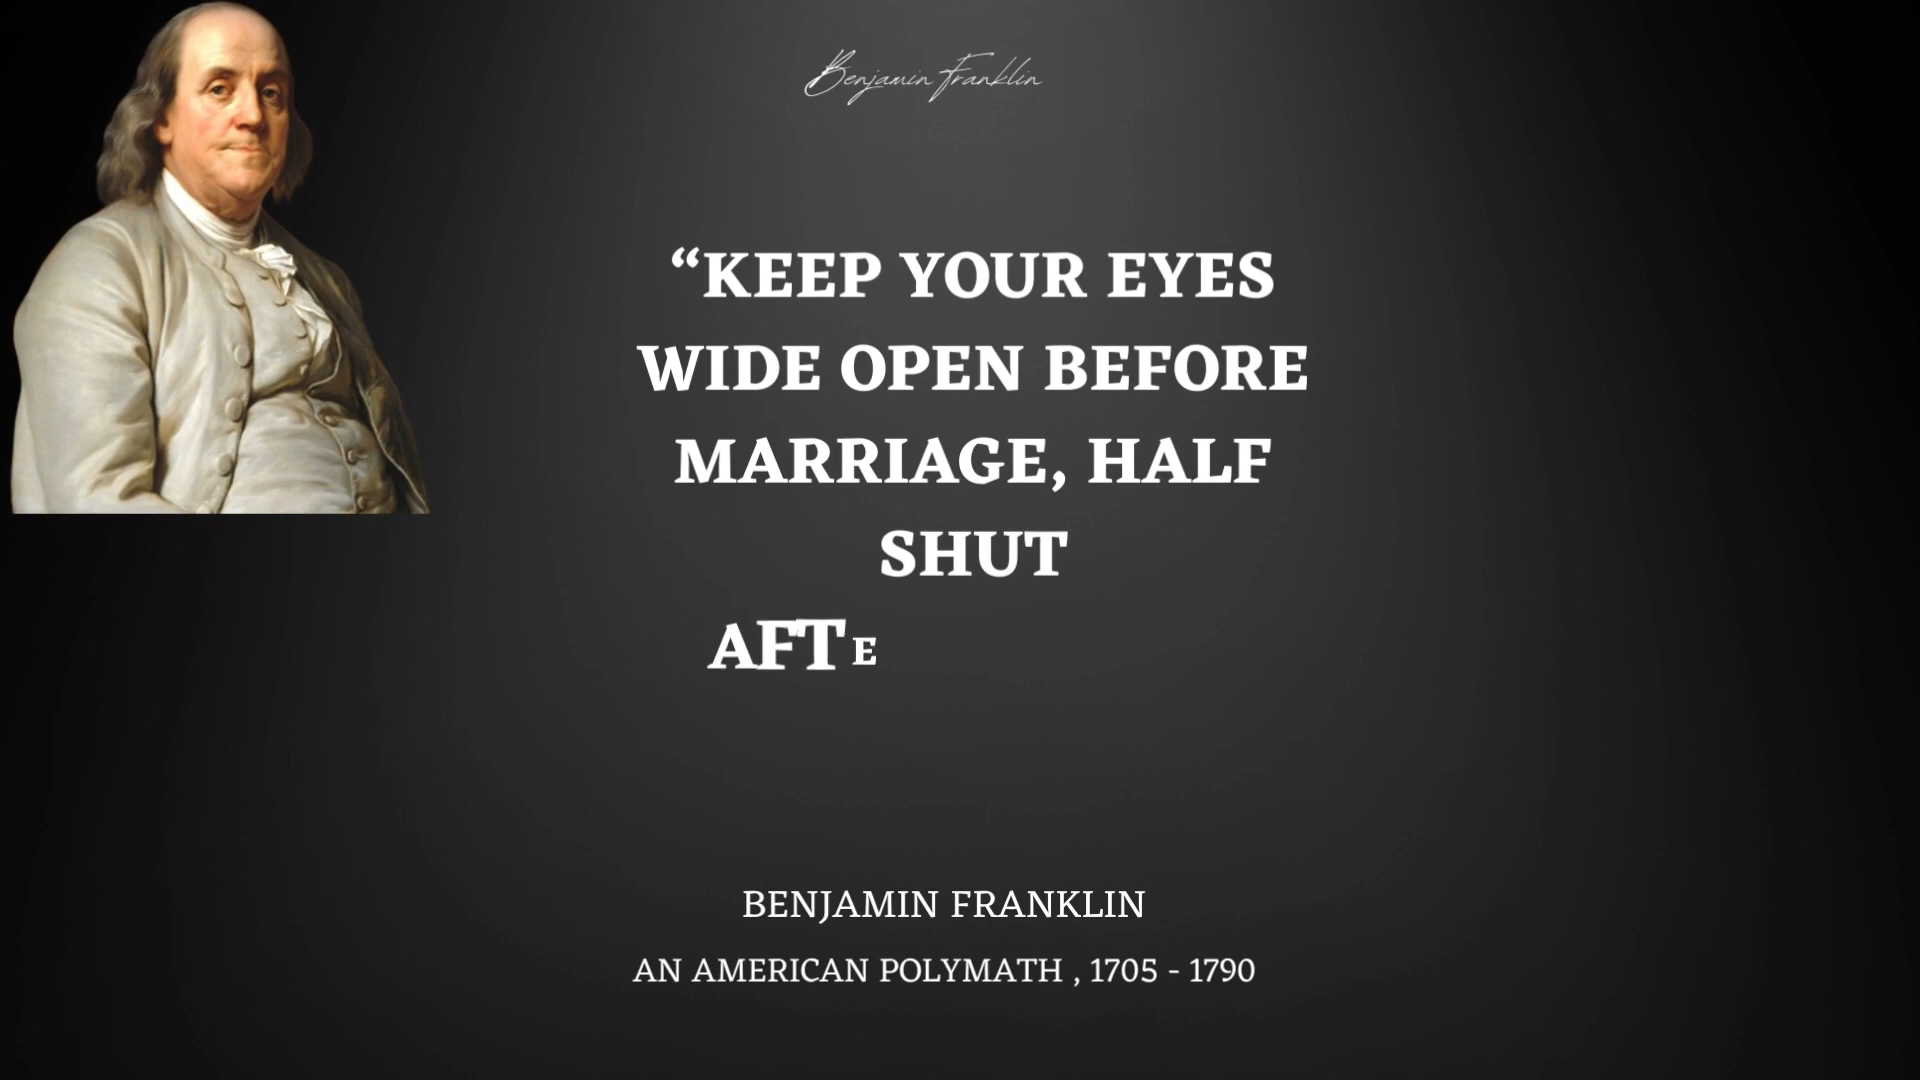 Benjamin Franklin
“KEEP YOUR EYES
WIDE OPEN BEFORE
MARRIAGE, HALF
SHUT
AFTE
BENJAMIN FRANKLIN
AN AMERICAN POLYMATH , 1705 - 1790